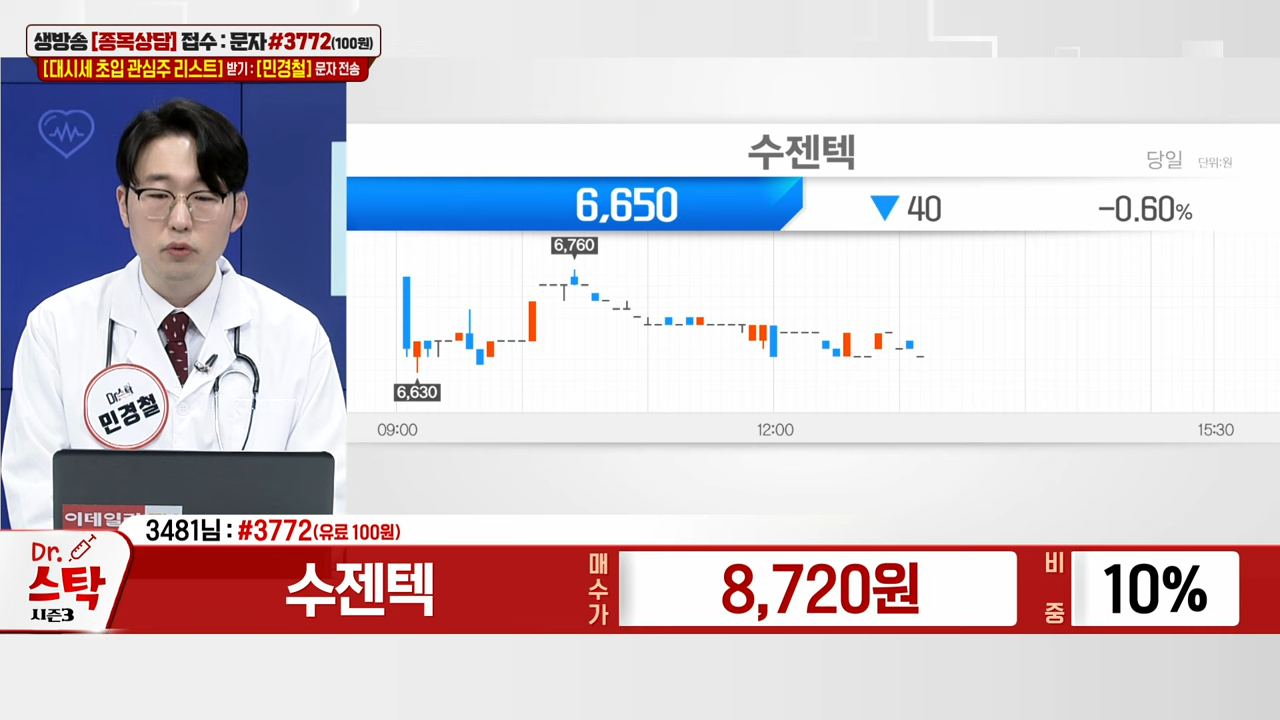 생방송 [종목상담] 접수 : 문자 #3772(100원)
[대시세 초입 관심주 리스트] 받기 : [민경철] 문자 전송
수젠텍
당일 단위:원
6,650 ▼40 -0.60%
6,760
6,630
09:00 12:00 15:30
Dr.스탁
민경철
이데일리
3481님 : #3772(유료 100원)
Dr.
스탁
시즌3
수젠텍 매수가 8,720원 비중 10%